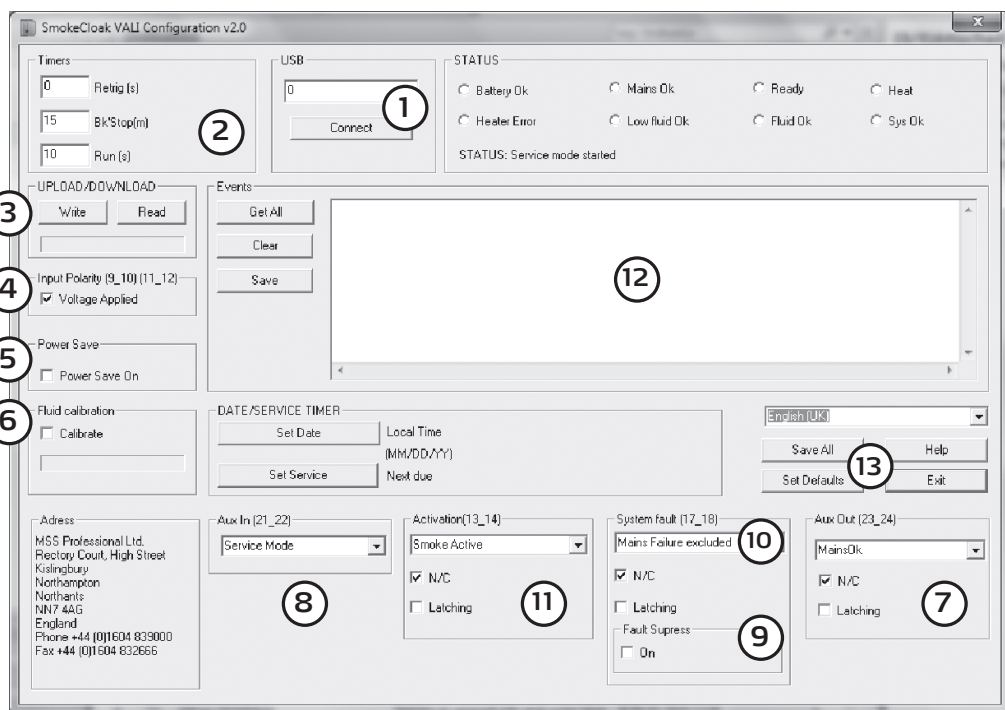 SmokeCloak VALI Configuration v2.0
Timers
0 Retrig (s)
15 Bk'Stop(m)
10 Run (s)
2
USB
0
Connect
1
STATUS
Battery Ok
Mains Ok
Ready
Heat
Heater Error
Low fluid Ok
Fluid Ok
Sys Ok
STATUS: Service mode started
UPLOAD/DOWNLOAD
Write Read
3
Input Polarity (9_10) (11_12)
Voltage Applied
4
Power Save
Power Save On
5
Events
Get All
Clear
Save
12
Fluid calibration
Calibrate
6
DATE/SERVICE TIMER
Set Date Local Time
(MM/DD/YY)
Set Service Next due
English (UK)
Save All Help
Set Defaults Exit
13
Adress
MSS Professional Ltd.
Rectory Court, High Street
Kislingbury
Northampton
Northants
NN7 4AG
England
Phone +44 (0)1604 839000
Fax +44 (0)1604 832666
Aux In (21_22)
Service Mode
8
Activation(13_14)
Smoke Active
N/C
Latching
11
System fault (17_18)
Mains Failure excluded
10
N/C
Latching
Fault Supress
On
9
Aux Out (23_24)
MainsOk
N/C
Latching
7